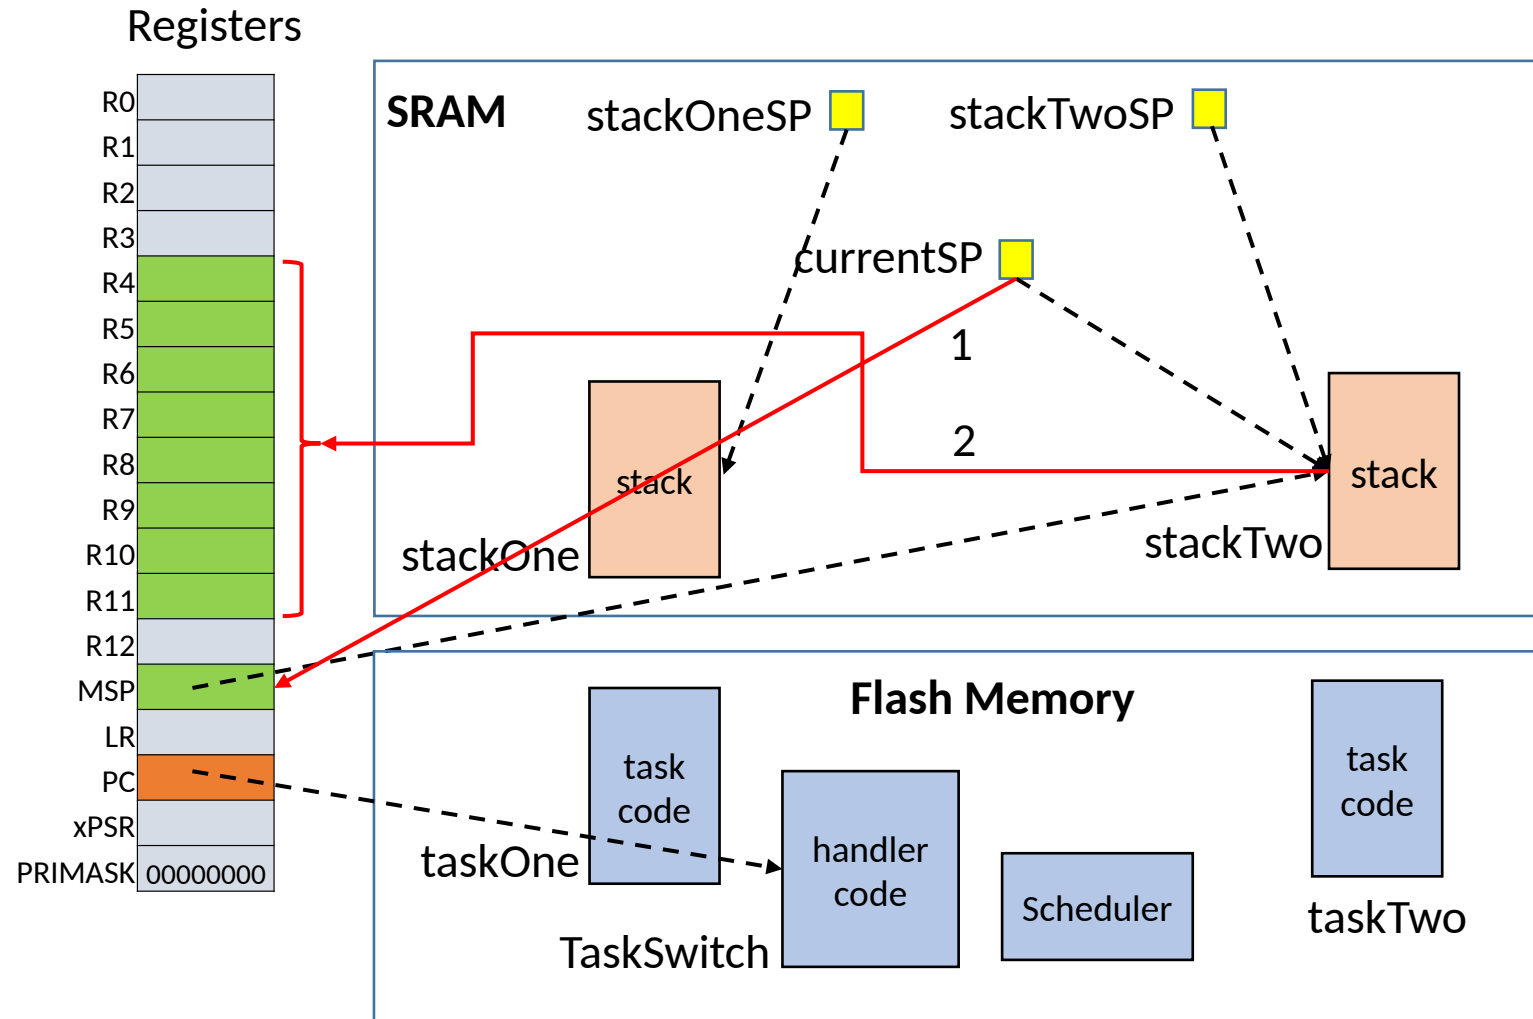 Registers
R0
R1
R2
R3
R4
R5
R6
R7
R8
R9
R10
R11
R12
MSP
LR
PC
xPSR
PRIMASK 00000000
SRAM
stackOneSP
stackTwoSP
currentSP
1
2
stack
stackOne
stack
stackTwo
Flash Memory
task
code
taskOne
handler
code
TaskSwitch
Scheduler
task
code
taskTwo